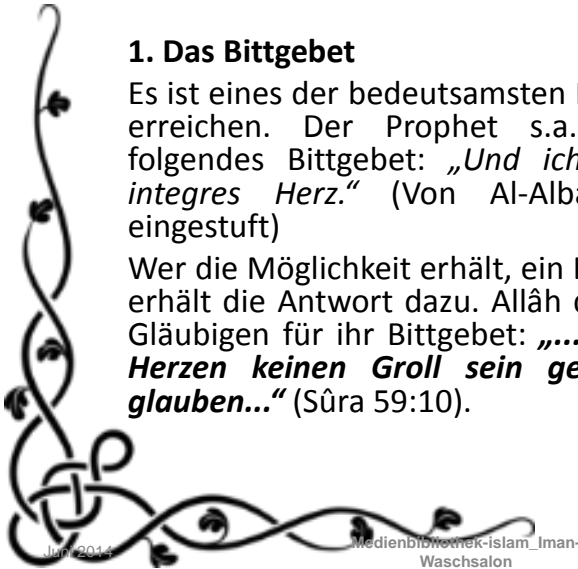 1. Das Bittgebet
Es ist eines der bedeutsamsten
erreichen. Der Prophet s.a.
folgendes Bittgebet: „Und ich
integres Herz.“ (Von Al-Alba
eingestuft)
Wer die Möglichkeit erhält, ein
erhält die Antwort dazu. Allâh
Gläubigen für ihr Bittgebet: „...
Herzen keinen Groll sein ge
glauben...“ (Sûra 59:10).
Juni 2014
Medienbibliothek-islam_Iman-
Waschsalon